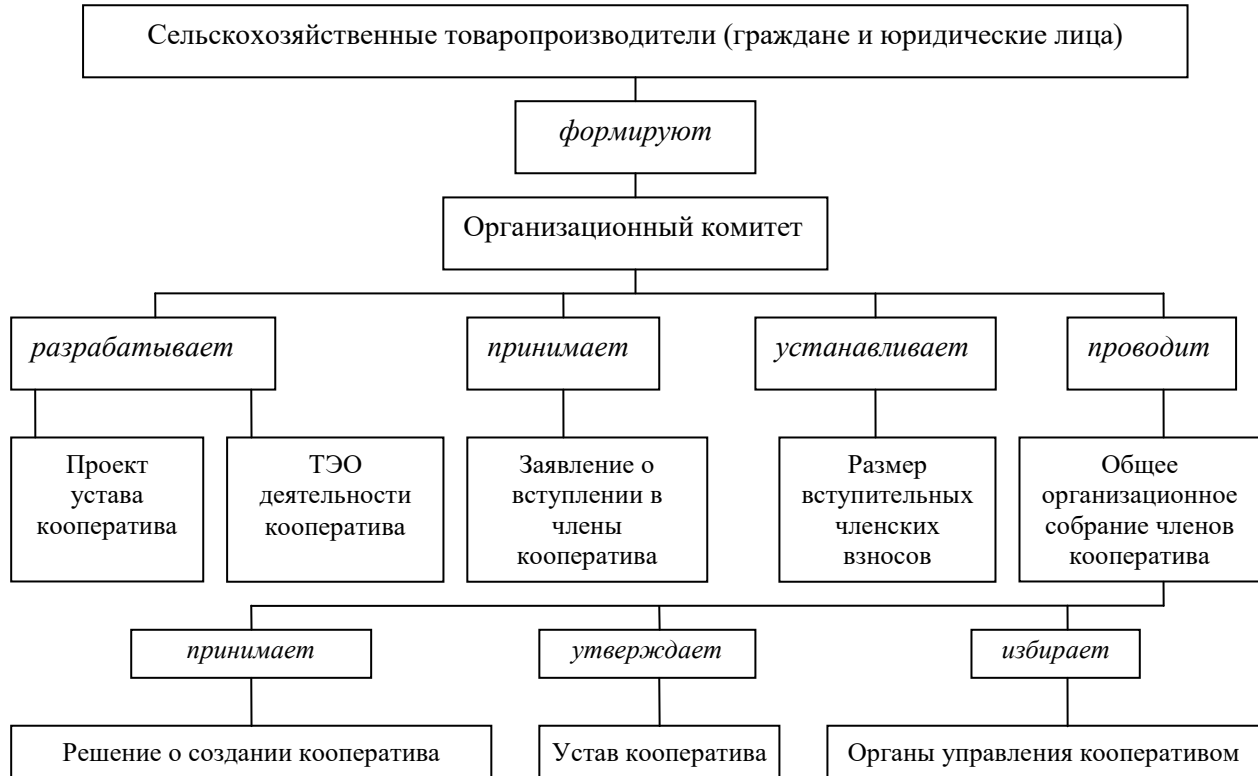 Сельскохозяйственные товаропроизводители (граждане и юридические лица)
формируют
Организационный комитет
разрабатывает
принимает
устанавливает
проводит
Проект
устава
кооператива
ТЭО
деятельности
кооператива
Заявление о
вступлении в
члены
кооператива
Размер
вступительных
членских
взносов
Общее
организационное
собрание членов
кооператива
принимает
утверждает
избирает
Решение о создании кооператива
Устав кооператива
Органы управления кооперативом